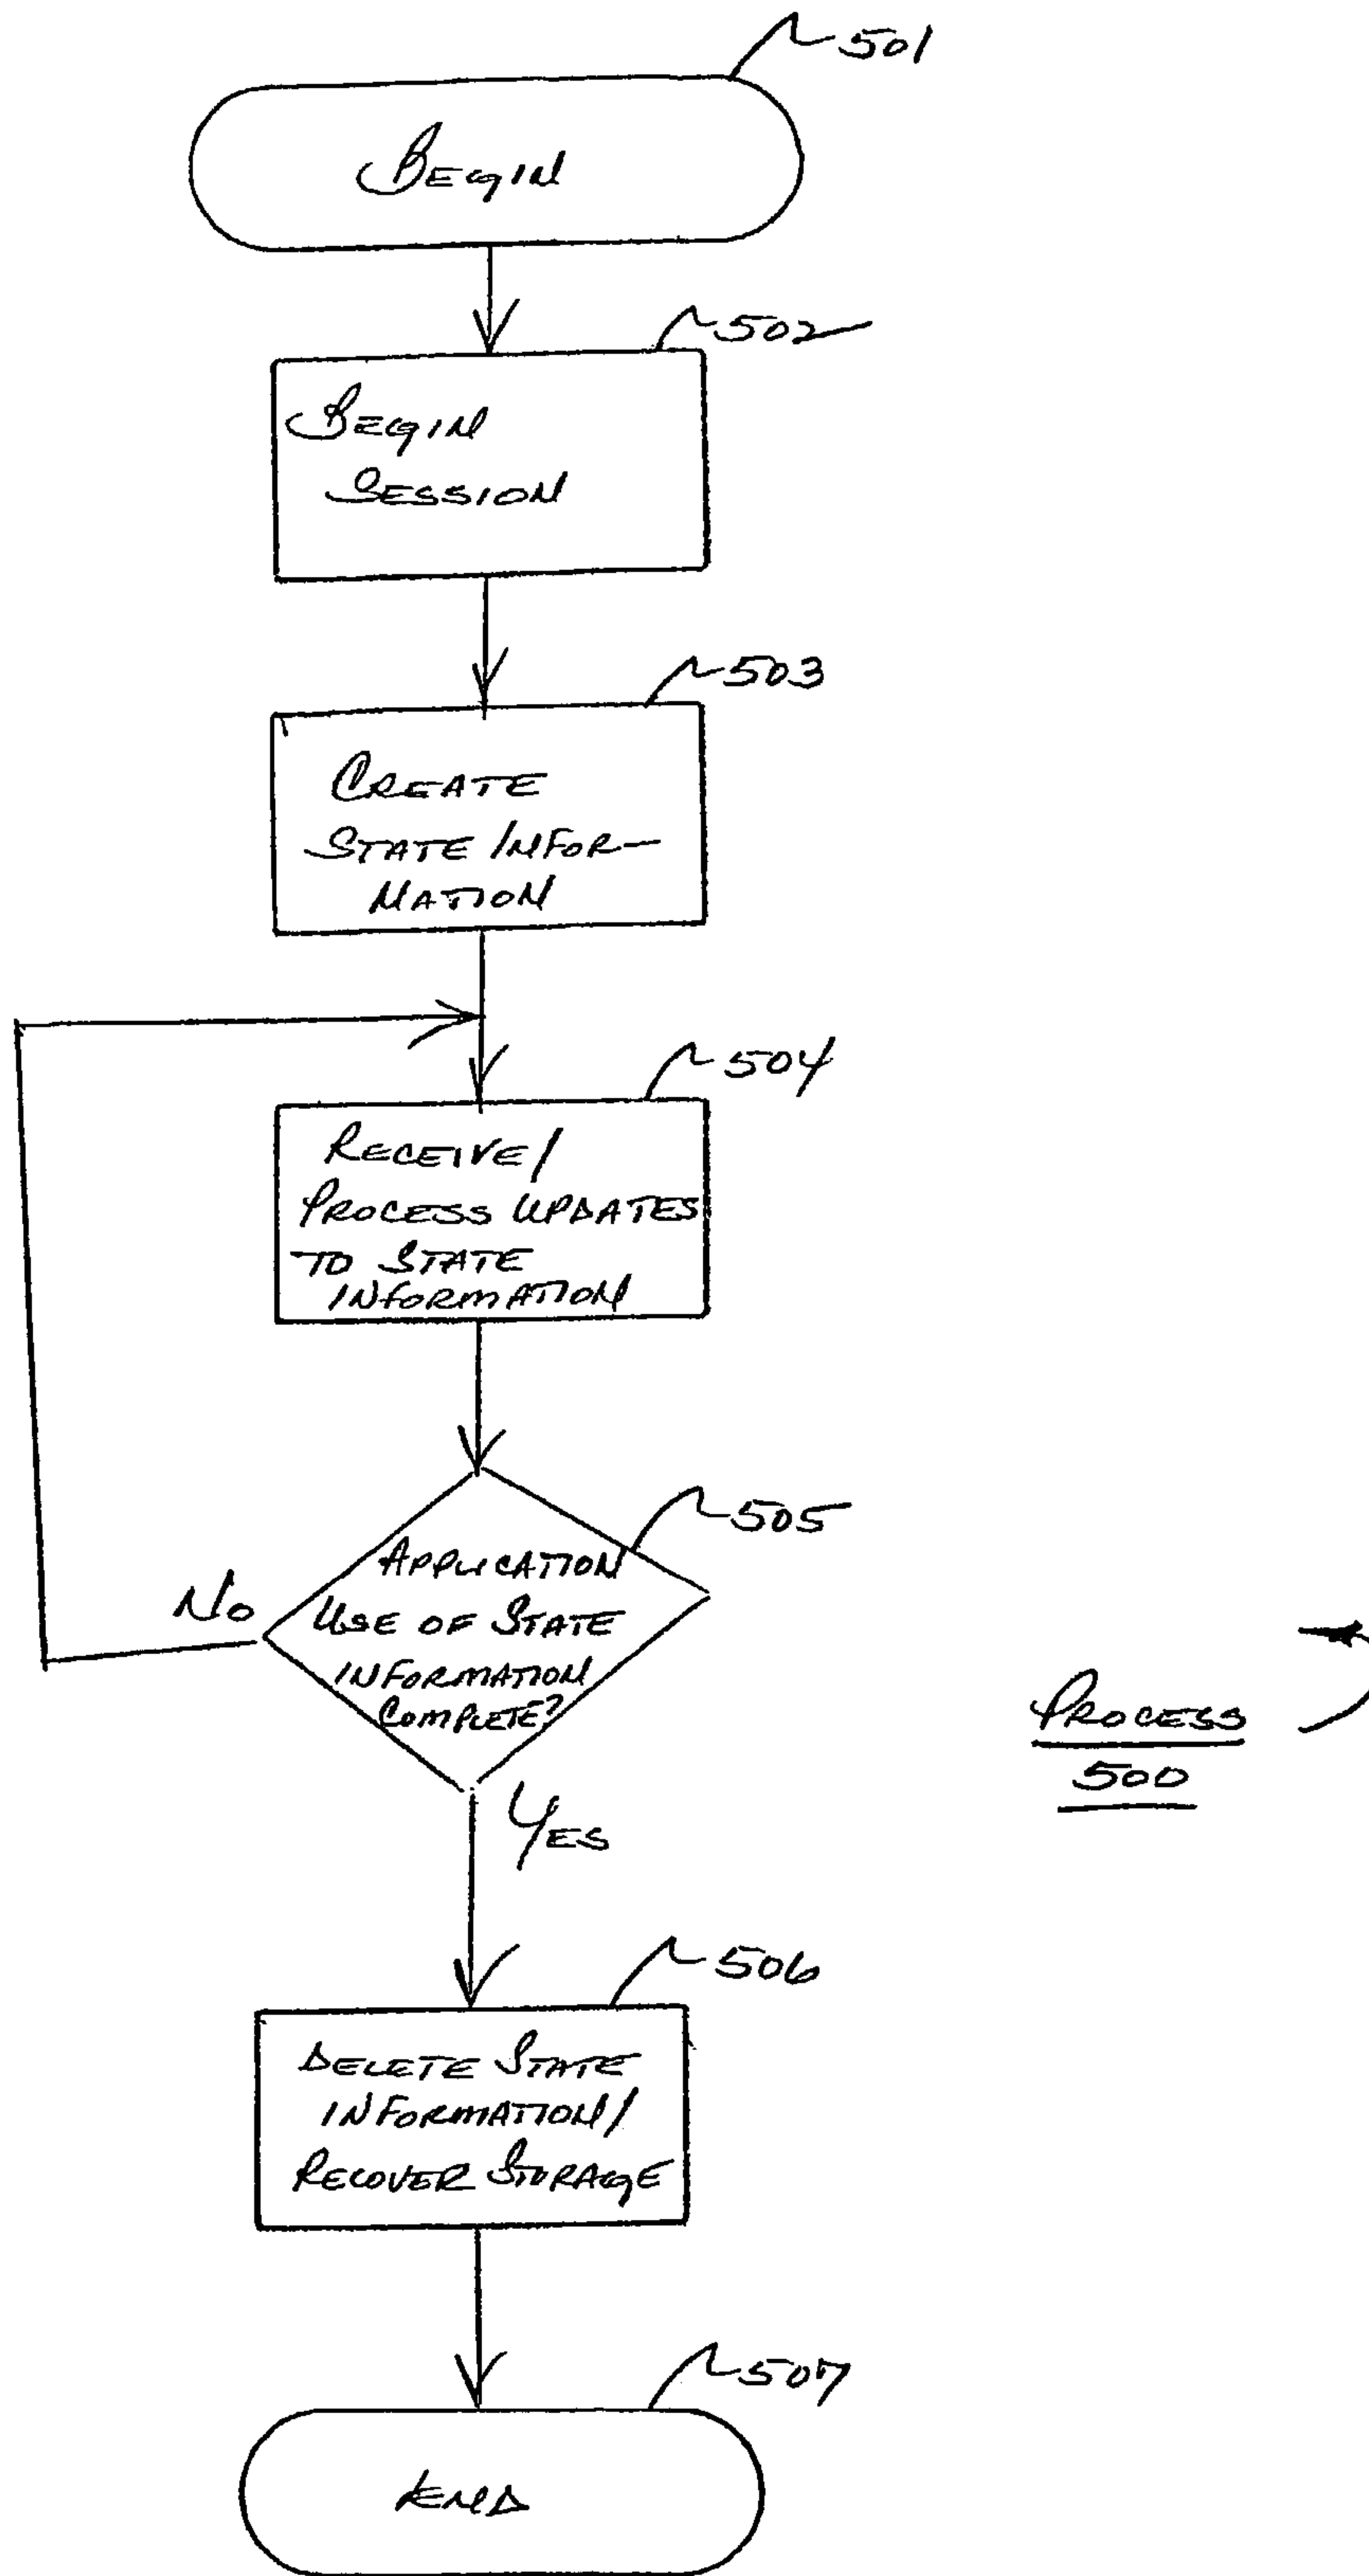 501
BEGIN
502
BEGIN
SESSION
503
CREATE
STATE INFOR-
MATION
504
RECEIVE/
PROCESS UPDATES
TO STATE
INFORMATION
505
APPLICATION
USE OF STATE
INFORMATION
COMPLETE?
NO
YES
PROCESS
500
506
DELETE STATE
INFORMATION/
RECOVER STORAGE
507
END